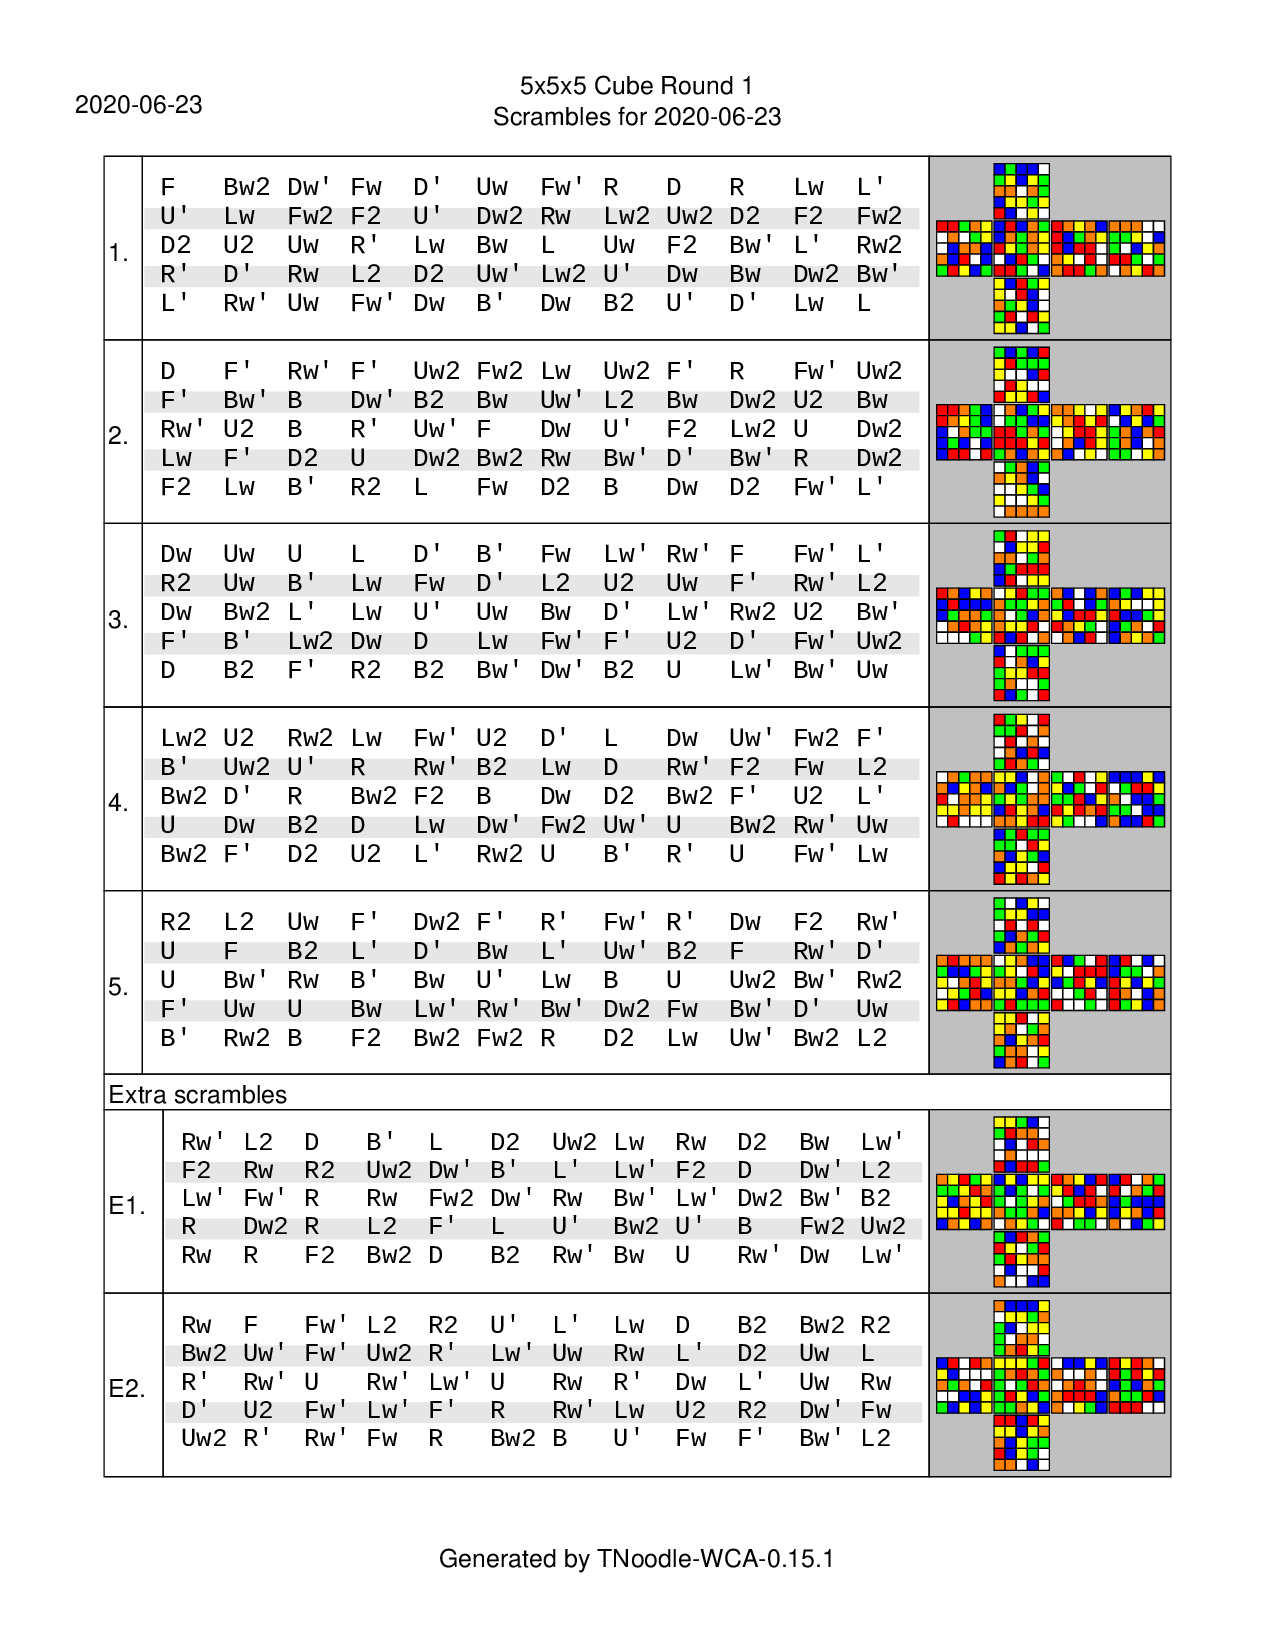 2020-06-23
5x5x5 Cube Round 1
Scrambles for 2020-06-23
1.
F Bw2 Dw' Fw D' Uw Fw' R D R Lw L'
U' Lw Fw2 F2 U' Dw2 Rw Lw2 Uw2 D2 F2 Fw2
D2 U2 Uw R' Lw Bw L Uw F2 Bw' L' Rw2
R' D' Rw L2 D2 Uw' Lw2 U' Dw Bw Dw2 Bw'
L' Rw' Uw Fw' Dw B' Dw B2 U' D' Lw L
2.
D F' Rw' F' Uw2 Fw2 Lw Uw2 F' R Fw' Uw2
F' Bw' B Dw' B2 Bw Uw' L2 Bw Dw2 U2 Bw
Rw' U2 B R' Uw' F Dw U' F2 Lw2 U Dw2
Lw F' D2 U Dw2 Bw2 Rw Bw' D' Bw' R Dw2
F2 Lw B' R2 L Fw D2 B Dw D2 Fw' L'
3.
Dw Uw U L D' B' Fw Lw' Rw' F Fw' L'
R2 Uw B' Lw Fw D' L2 U2 Uw F' Rw' L2
Dw Bw2 L' Lw U' Uw Bw D' Lw' Rw2 U2 Bw'
F' B' Lw2 Dw D Lw Fw' F' U2 D' Fw' Uw2
D B2 F' R2 B2 Bw' Dw' B2 U Lw' Bw' Uw
4.
Lw2 U2 Rw2 Lw Fw' U2 D' L Dw Uw' Fw2 F'
B' Uw2 U' R Rw' B2 Lw D Rw' F2 Fw L2
Bw2 D' R Bw2 F2 B Dw D2 Bw2 F' U2 L'
U Dw B2 D Lw Dw' Fw2 Uw' U Bw2 Rw' Uw
Bw2 F' D2 U2 L' Rw2 U B' R' U Fw' Lw
5.
R2 L2 Uw F' Dw2 F' R' Fw' R' Dw F2 Rw'
U F B2 L' D' Bw L' Uw' B2 F Rw' D'
U Bw' Rw B' Bw U' Lw B U Uw2 Bw' Rw2
F' Uw U Bw Lw' Rw' Bw' Dw2 Fw Bw' D' Uw
B' Rw2 B F2 Bw2 Fw2 R D2 Lw Uw' Bw2 L2
Extra scrambles
E1.
Rw' L2 D B' L D2 Uw2 Lw Rw D2 Bw Lw'
F2 Rw R2 Uw2 Dw' B' L' Lw' F2 D Dw' L2
Lw' Fw' R Rw Fw2 Dw' Rw Bw' Lw' Dw2 Bw' B2
R Dw2 R L2 F' L U' Bw2 U' B Fw2 Uw2
Rw R F2 Bw2 D B2 Rw' Bw U Rw' Dw Lw'
E2.
Rw F Fw' L2 R2 U' L' Lw D B2 Bw2 R2
Bw2 Uw' Fw' Uw2 R' Lw' Uw Rw L' D2 Uw L
R' Rw' U Rw' Lw' U Rw R' Dw L' Uw Rw
D' U2 Fw' Lw' F' R Rw' Lw U2 R2 Dw' Fw
Uw2 R' Rw' Fw R Bw2 B U' Fw F' Bw' L2
Generated by TNoodle-WCA-0.15.1